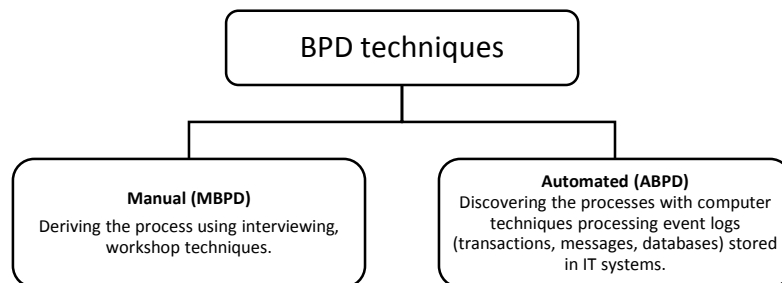 BPD techniques
Manual (MBPD)
Deriving the process using interviewing,
workshop techniques.
Automated (ABPD)
Discovering the processes with computer
techniques processing event logs
(transactions, messages, databases) stored
in IT systems.